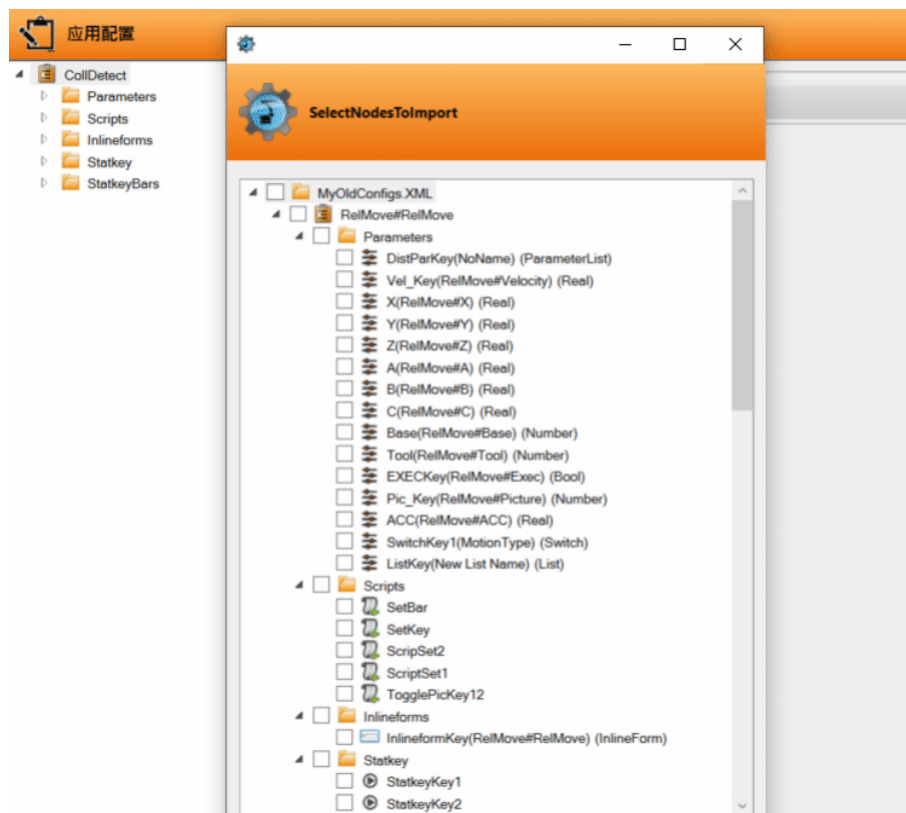 应用配置
CollDetect
Parameters
Scripts
Inlineforms
Statkey
StatkeyBars
SelectNodesToImport
MyOldConfigs.XML
RelMove#RelMove
Parameters
DistParKey(NoName) (ParameterList)
Vel_Key(RelMove#Velocity) (Real)
X(RelMove#X) (Real)
Y(RelMove#Y) (Real)
Z(RelMove#Z) (Real)
A(RelMove#A) (Real)
B(RelMove#B) (Real)
C(RelMove#C) (Real)
Base(RelMove#Base) (Number)
Tool(RelMove#Tool) (Number)
EXECKey(RelMove#Exec) (Bool)
Pic_Key(RelMove#Picture) (Number)
ACC(RelMove#ACC) (Real)
SwitchKey1(MotionType) (Switch)
ListKey(New List Name) (List)
Scripts
SetBar
SetKey
ScripSet2
ScriptSet1
TogglePicKey12
Inlineforms
InlineformKey(RelMove#RelMove) (InlineForm)
Statkey
StatkeyKey1
StatkeyKey2